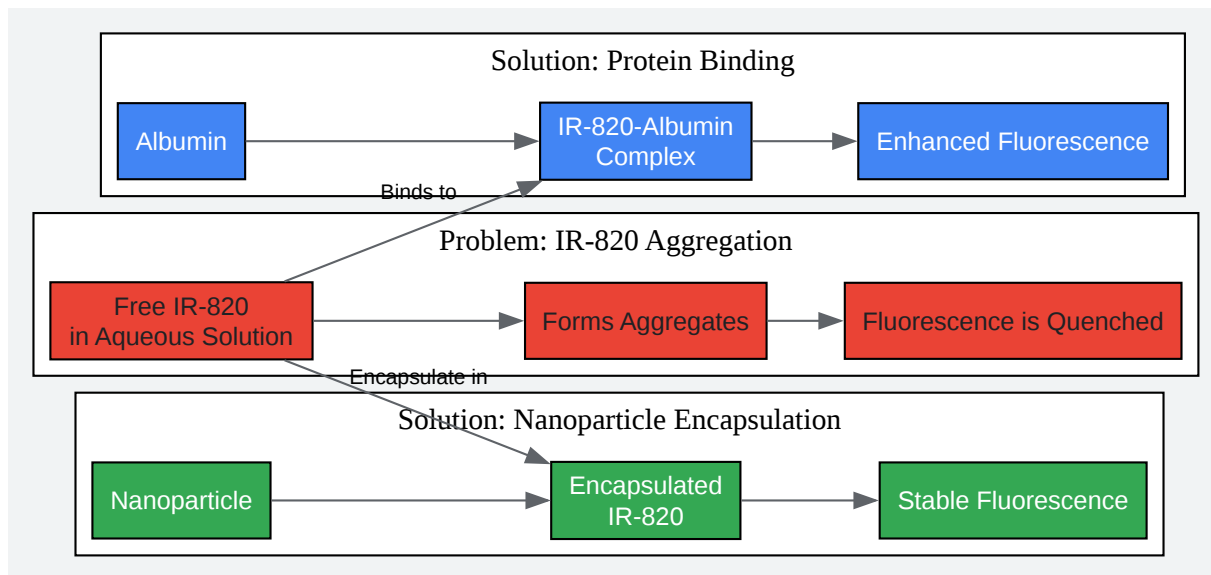 Solution: Protein Binding
Albumin
IR-820-Albumin
Complex
Enhanced Fluorescence
Binds to
Problem: IR-820 Aggregation
Free IR-820
in Aqueous Solution
Forms Aggregates
Fluorescence is Quenched
Encapsulate in
Solution: Nanoparticle Encapsulation
Nanoparticle
Encapsulated
IR-820
Stable Fluorescence